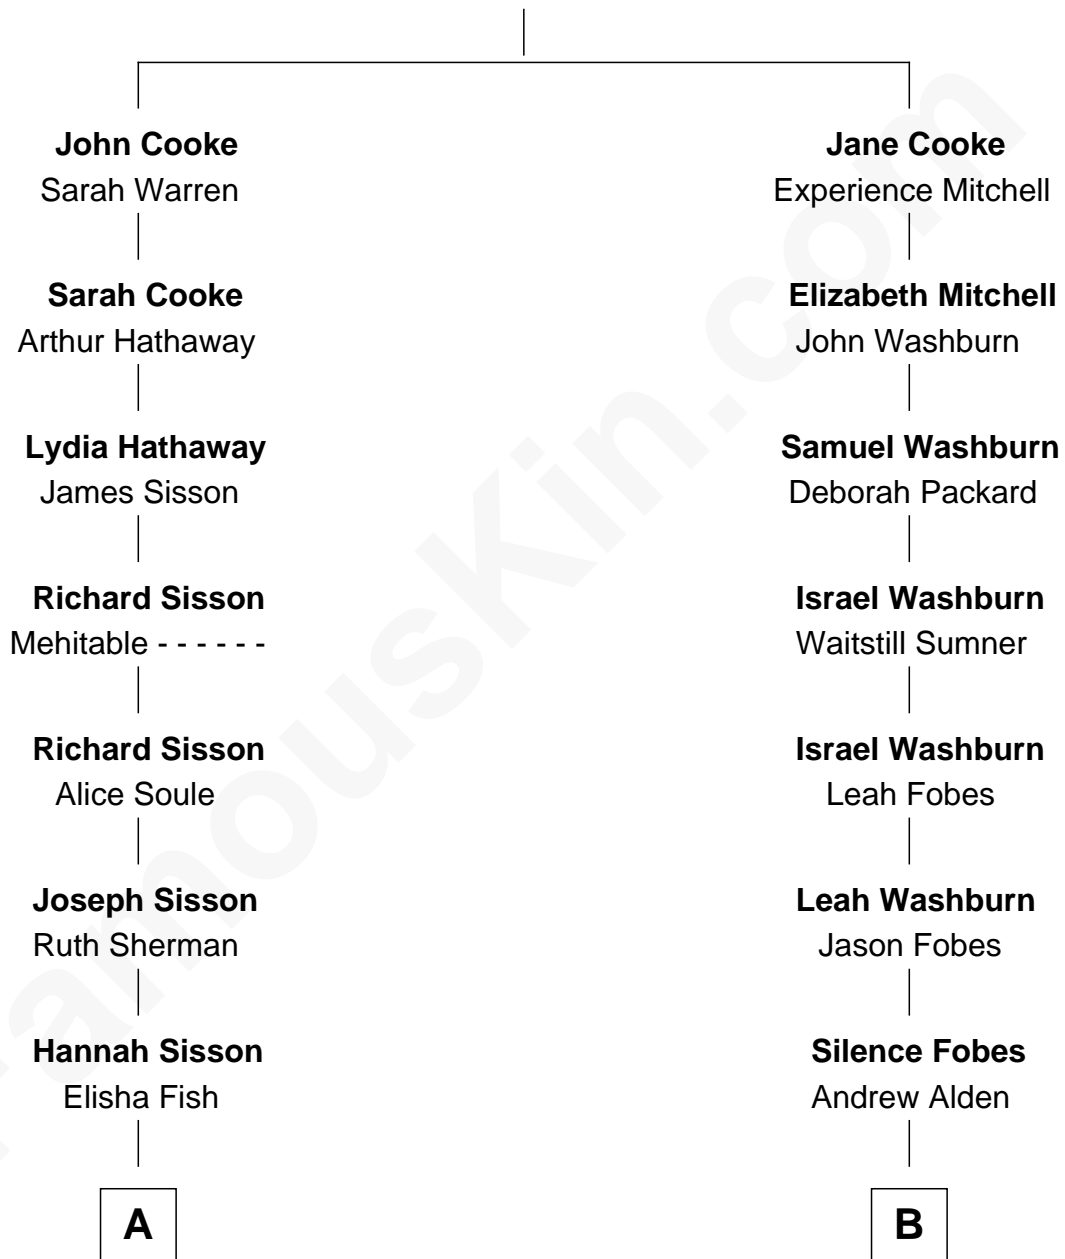 John Cooke
Sarah Warren
Sarah Cooke
Arthur Hathaway
Lydia Hathaway
James Sisson
Richard Sisson
Mehitable - - - - - -
Richard Sisson
Alice Soule
Joseph Sisson
Ruth Sherman
Hannah Sisson
Elisha Fish
A
Jane Cooke
Experience Mitchell
Elizabeth Mitchell
John Washburn
Samuel Washburn
Deborah Packard
Israel Washburn
Waitstill Sumner
Israel Washburn
Leah Fobes
Leah Washburn
Jason Fobes
Silence Fobes
Andrew Alden
B
FamousKin.com